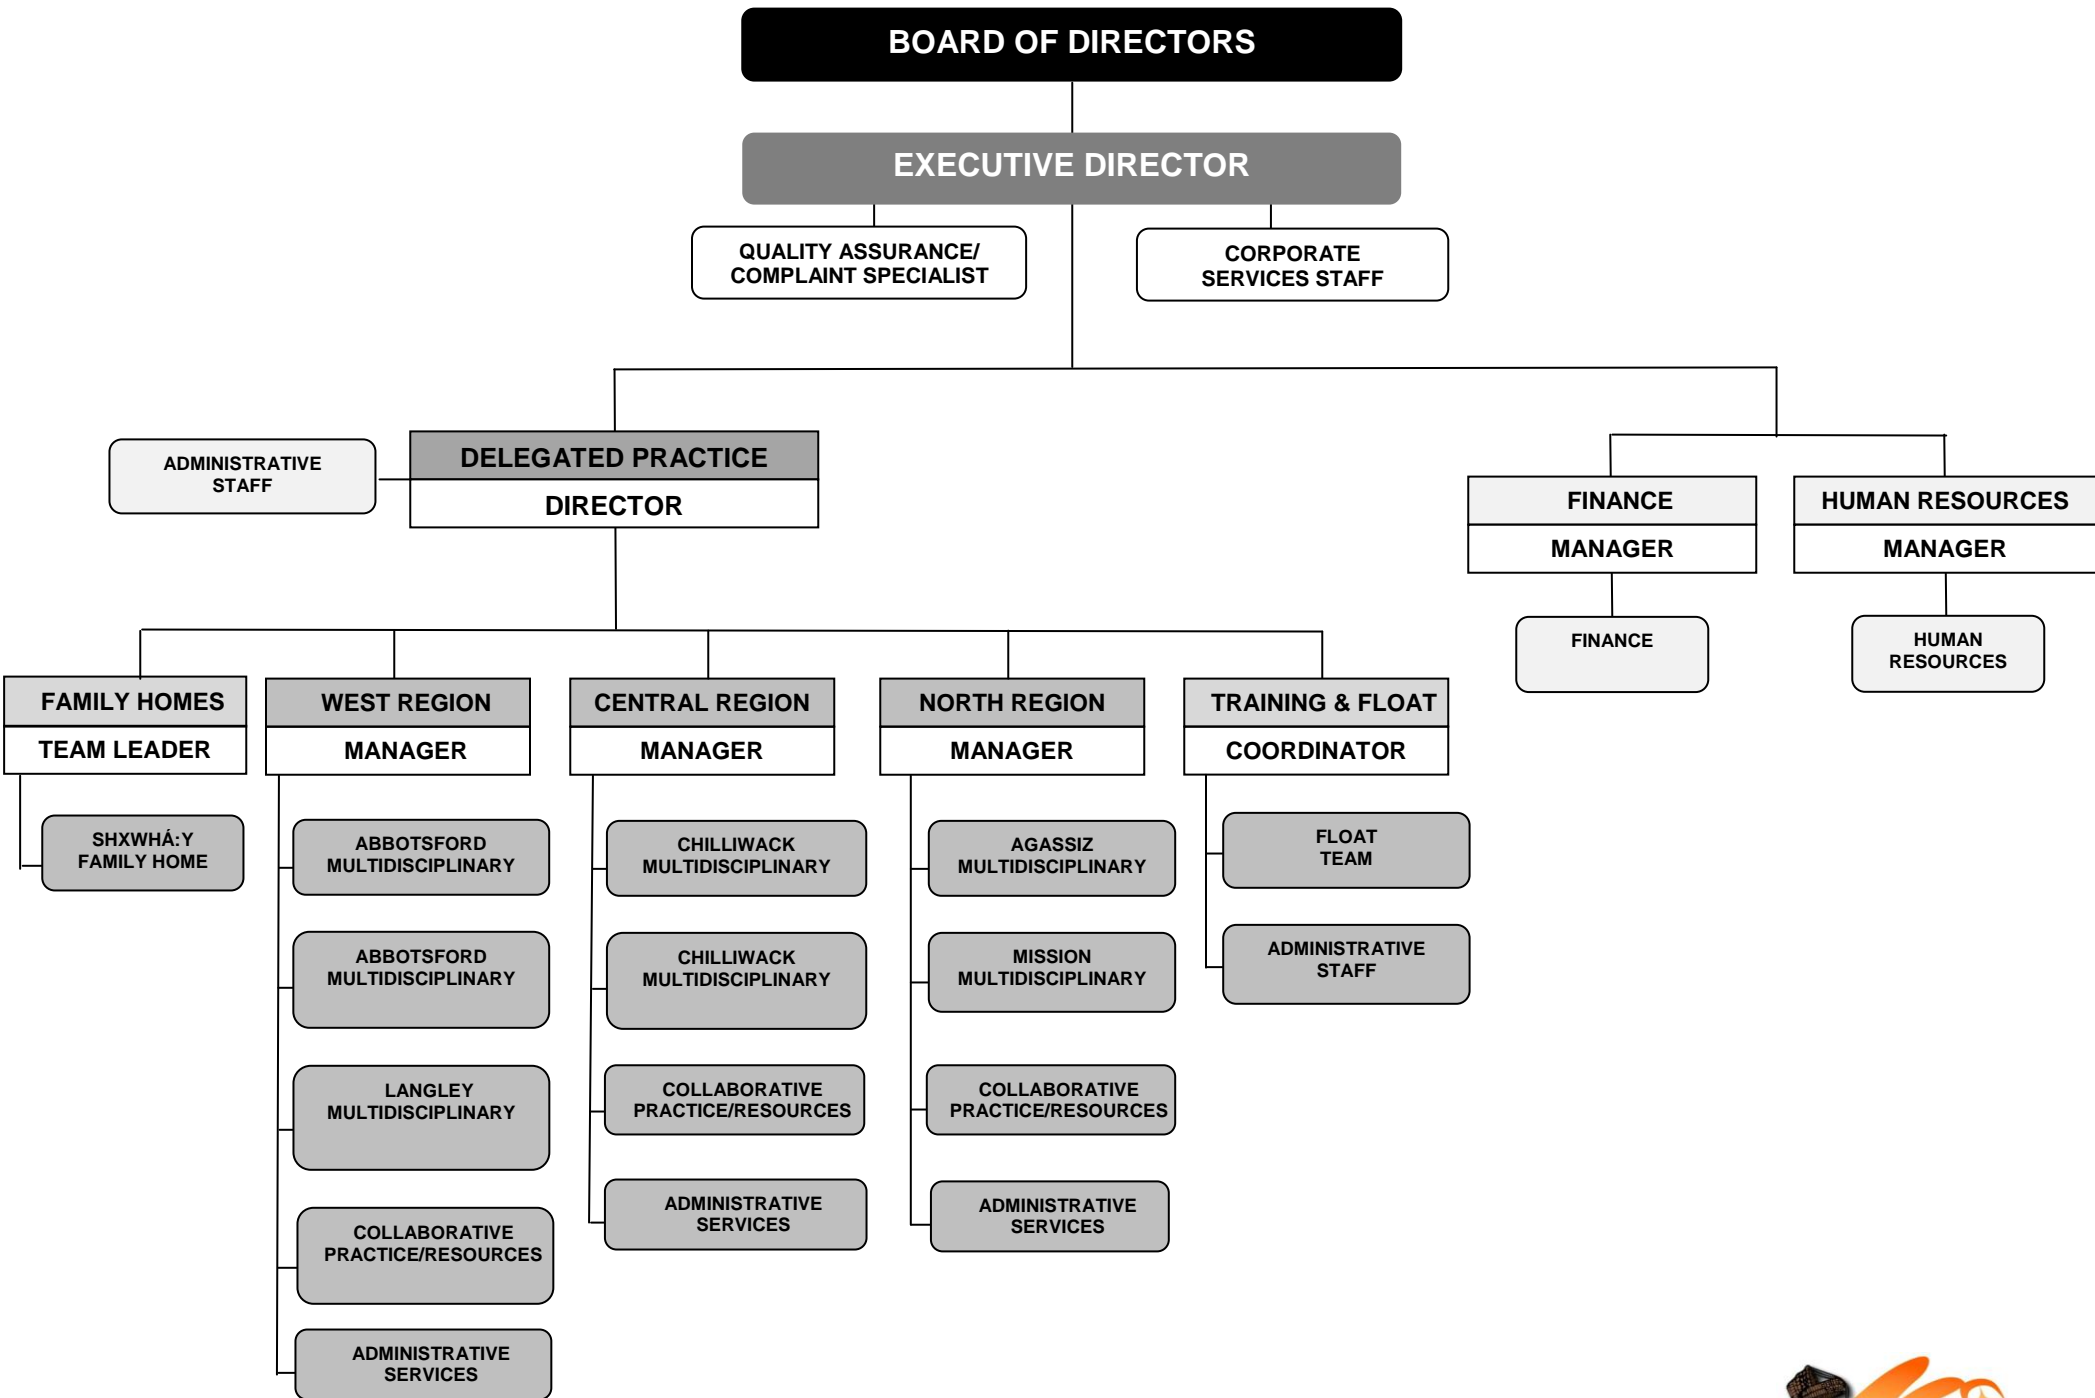 BOARD OF DIRECTORS
EXECUTIVE DIRECTOR
QUALITY ASSURANCE/
COMPLAINT SPECIALIST
CORPORATE
SERVICES STAFF
ADMINISTRATIVE
STAFF
DELEGATED PRACTICE
DIRECTOR
FINANCE
MANAGER
HUMAN RESOURCES
MANAGER
FINANCE
HUMAN
RESOURCES
FAMILY HOMES
TEAM LEADER
SHXWHÁ:Y
FAMILY HOME
WEST REGION
MANAGER
ABBOTSFORD
MULTIDISCIPLINARY
ABBOTSFORD
MULTIDISCIPLINARY
LANGLEY
MULTIDISCIPLINARY
COLLABORATIVE
PRACTICE/RESOURCES
ADMINISTRATIVE
SERVICES
CENTRAL REGION
MANAGER
CHILLIWACK
MULTIDISCIPLINARY
CHILLIWACK
MULTIDISCIPLINARY
COLLABORATIVE
PRACTICE/RESOURCES
ADMINISTRATIVE
SERVICES
NORTH REGION
MANAGER
AGASSIZ
MULTIDISCIPLINARY
MISSION
MULTIDISCIPLINARY
COLLABORATIVE
PRACTICE/RESOURCES
ADMINISTRATIVE
SERVICES
TRAINING & FLOAT
COORDINATOR
FLOAT
TEAM
ADMINISTRATIVE
STAFF